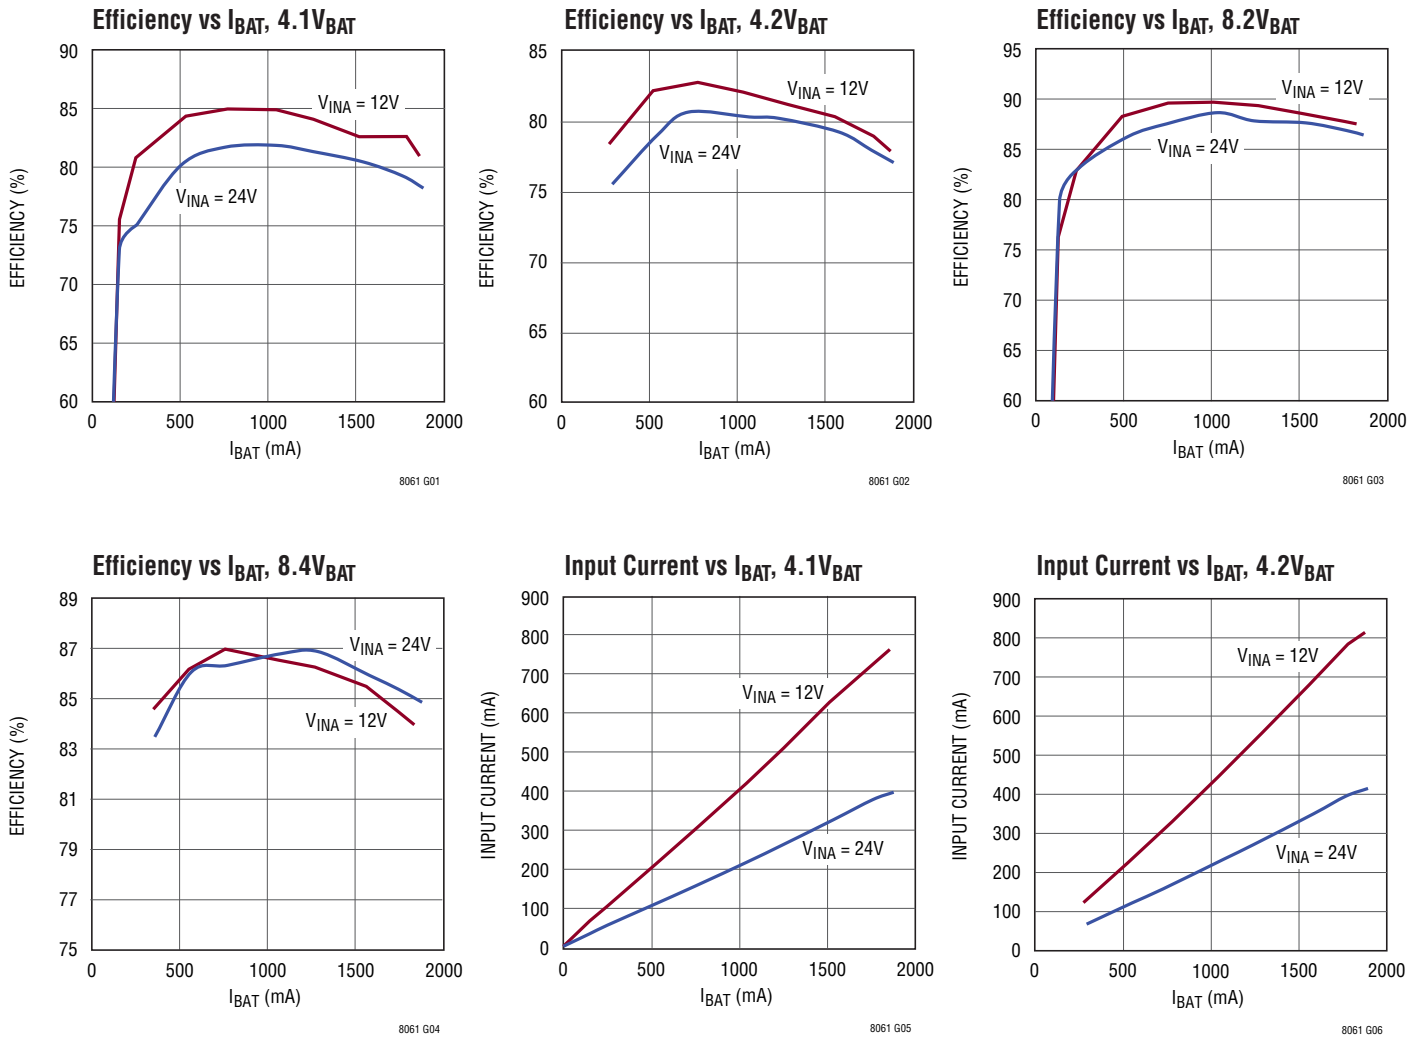 Efficiency vs IBAT, 4.1VBAT
90
85
80
75
70
65
60
EFFICIENCY (%)
VINA = 12V
VINA = 24V
0 500 1000 1500 2000
IBAT (mA)
8061 G01
Efficiency vs IBAT, 4.2VBAT
85
80
75
70
65
60
EFFICIENCY (%)
VINA = 12V
VINA = 24V
0 500 1000 1500 2000
IBAT (mA)
8061 G02
Efficiency vs IBAT, 8.2VBAT
95
90
85
80
75
70
65
60
EFFICIENCY (%)
VINA = 12V
VINA = 24V
0 500 1000 1500 2000
IBAT (mA)
8061 G03
Efficiency vs IBAT, 8.4VBAT
89
87
85
83
81
79
77
75
EFFICIENCY (%)
VINA = 24V
VINA = 12V
0 500 1000 1500 2000
IBAT (mA)
8061 G04
Input Current vs IBAT, 4.1VBAT
900
800
700
600
500
400
300
200
100
0
INPUT CURRENT (mA)
VINA = 12V
VINA = 24V
0 500 1000 1500 2000
IBAT (mA)
8061 G05
Input Current vs IBAT, 4.2VBAT
900
800
700
600
500
400
300
200
100
0
INPUT CURRENT (mA)
VINA = 12V
VINA = 24V
0 500 1000 1500 2000
IBAT (mA)
8061 G06